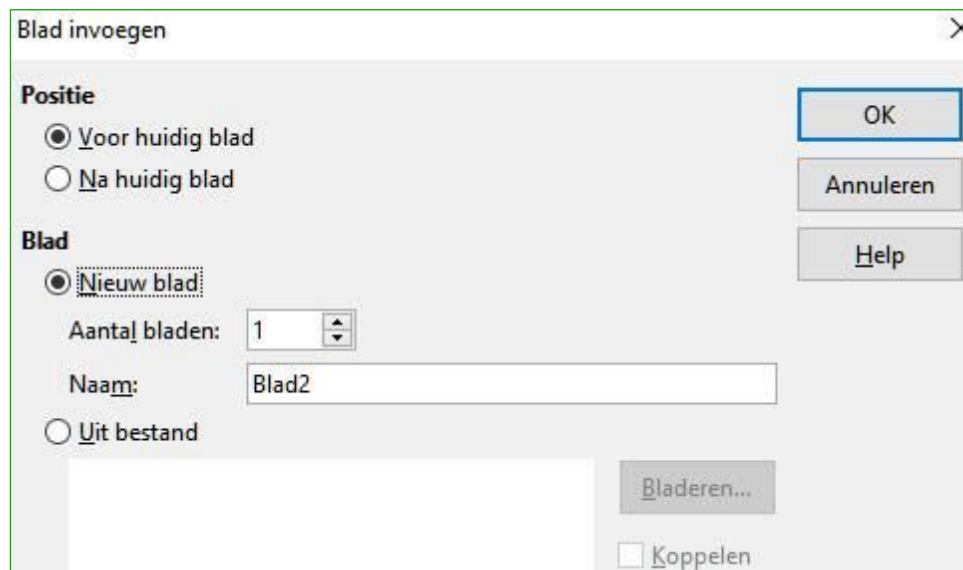 Blad invoegen
Positie
Voor huidig blad
Na huidig blad
OK
Annuleren
Help
Blad
Nieuw blad
Aantal bladen: 1
Naam: Blad2
Uit bestand
Bladeren...
Koppelen